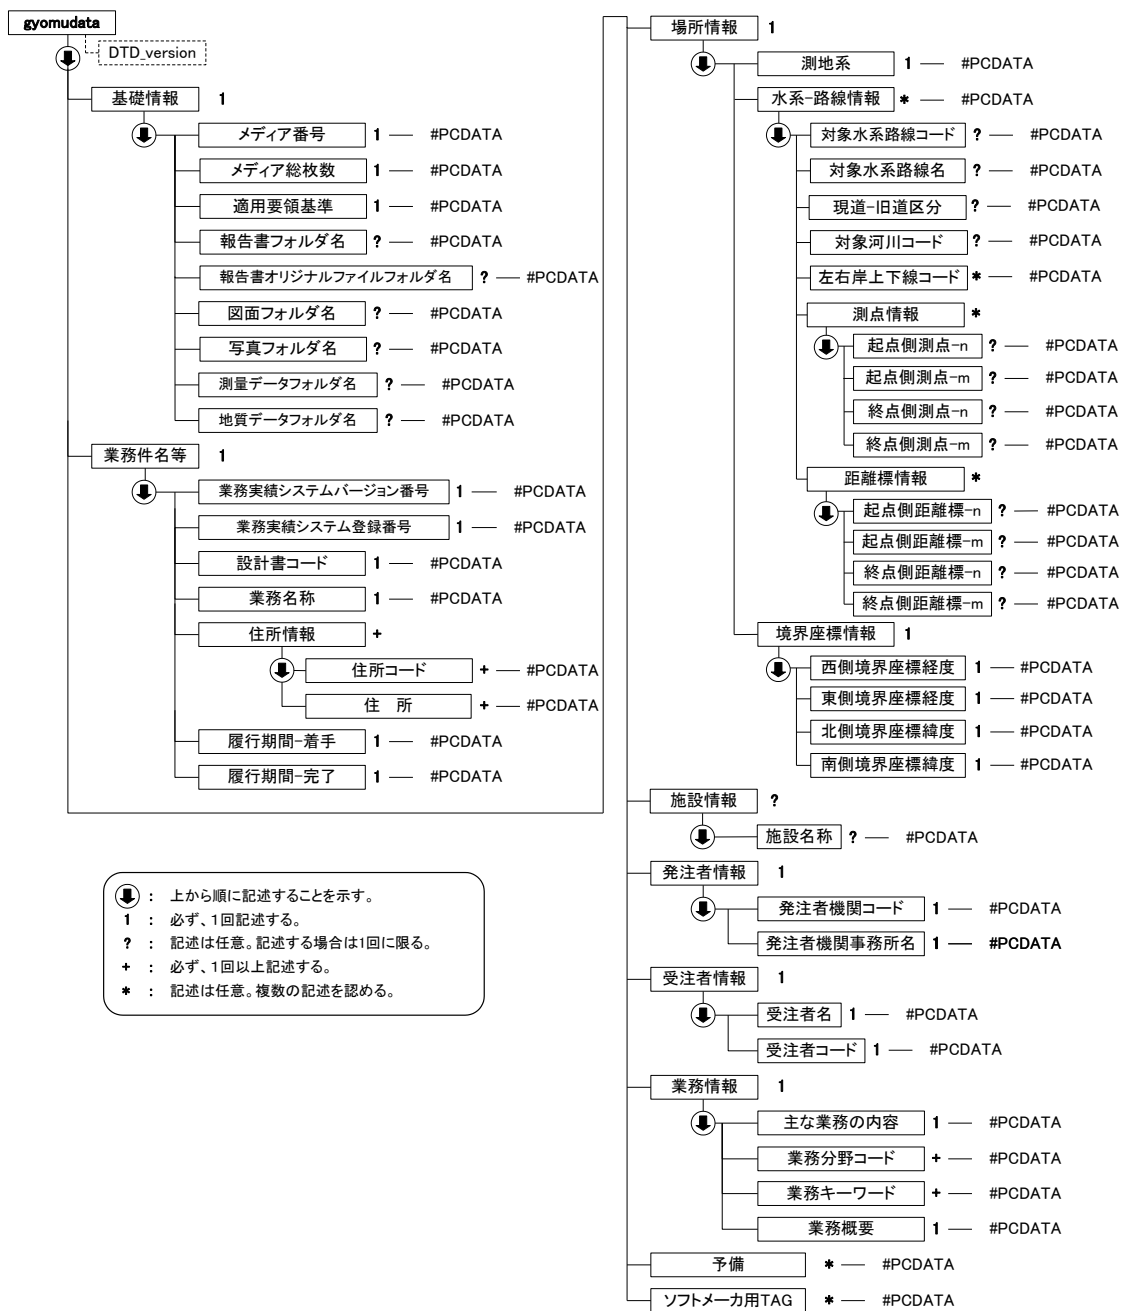 gyomudata
DTD_version
基礎情報 1
メディア番号 1 #PCDATA
メディア総枚数 1 #PCDATA
適用要領基準 1 #PCDATA
報告書フォルダ名 ? #PCDATA
報告書オリジナルファイルフォルダ名 ? #PCDATA
図面フォルダ名 ? #PCDATA
写真フォルダ名 ? #PCDATA
測量データフォルダ名 ? #PCDATA
地質データフォルダ名 ? #PCDATA
業務件名等 1
業務実績システムバージョン番号 1 #PCDATA
業務実績システム登録番号 1 #PCDATA
設計書コード 1 #PCDATA
業務名称 1 #PCDATA
住所情報 +
住所コード + #PCDATA
住 所 + #PCDATA
履行期間-着手 1 #PCDATA
履行期間-完了 1 #PCDATA
: 上から順に記述することを示す。
1 : 必ず、1回記述する。
? : 記述は任意。記述する場合は1回に限る。
+ : 必ず、1回以上記述する。
* : 記述は任意。複数の記述を認める。
場所情報 1
測地系 1 #PCDATA
水系-路線情報 * #PCDATA
対象水系路線コード ? #PCDATA
対象水系路線名 ? #PCDATA
現道-旧道区分 ? #PCDATA
対象河川コード ? #PCDATA
左右岸上下線コード * #PCDATA
測点情報 *
起点側測点-n ? #PCDATA
起点側測点-m ? #PCDATA
終点側測点-n ? #PCDATA
終点側測点-m ? #PCDATA
距離標情報 *
起点側距離標-n ? #PCDATA
起点側距離標-m ? #PCDATA
終点側距離標-n ? #PCDATA
終点側距離標-m ? #PCDATA
境界座標情報 1
西側境界座標経度 1 #PCDATA
東側境界座標経度 1 #PCDATA
北側境界座標緯度 1 #PCDATA
南側境界座標緯度 1 #PCDATA
施設情報 ?
施設名称 ? #PCDATA
発注者情報 1
発注者機関コード 1 #PCDATA
発注者機関事務所名 1 #PCDATA
受注者情報 1
受注者名 1 #PCDATA
受注者コード 1 #PCDATA
業務情報 1
主な業務の内容 1 #PCDATA
業務分野コード + #PCDATA
業務キーワード + #PCDATA
業務概要 1 #PCDATA
予備 * #PCDATA
ソフトメーカ用TAG * #PCDATA